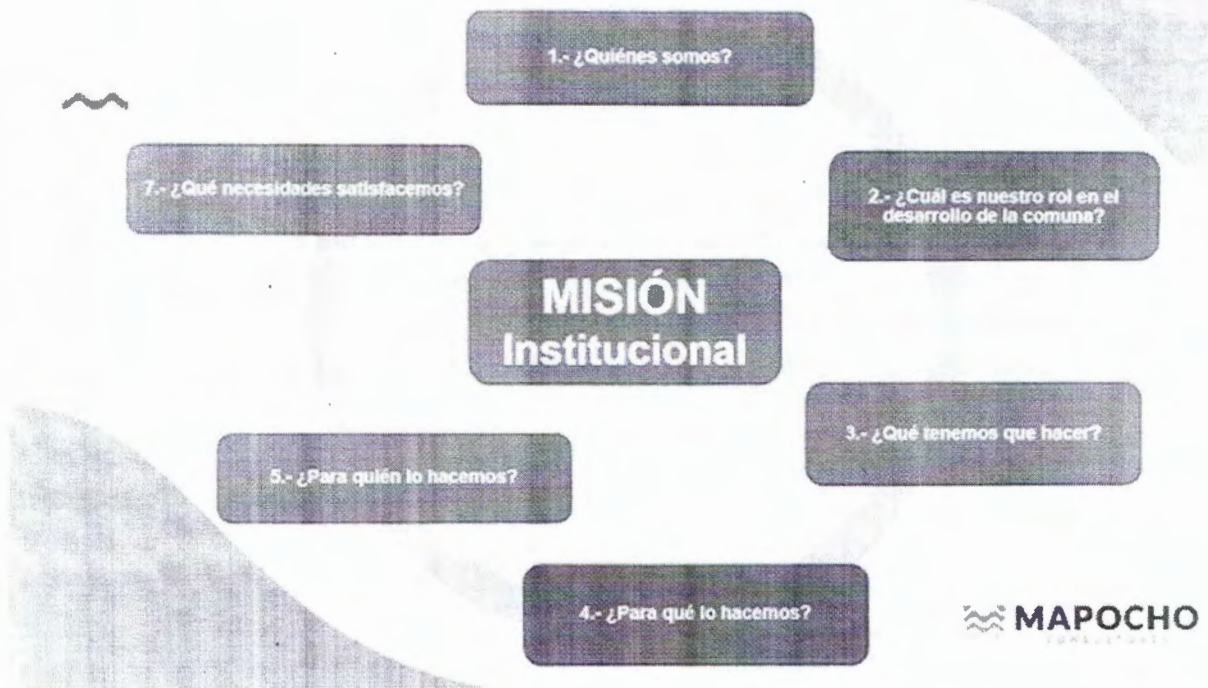 1.- ¿Quiénes somos?
7.- ¿Qué necesidades satisfacemos?
2.- ¿Cuál es nuestro rol en el
desarrollo de la comuna?
MISIÓN
Institucional
3.- ¿Qué tenemos que hacer?
5.- ¿Para quién lo hacemos?
4.- ¿Para qué lo hacemos?
MAPOCHO
CONSULTORES